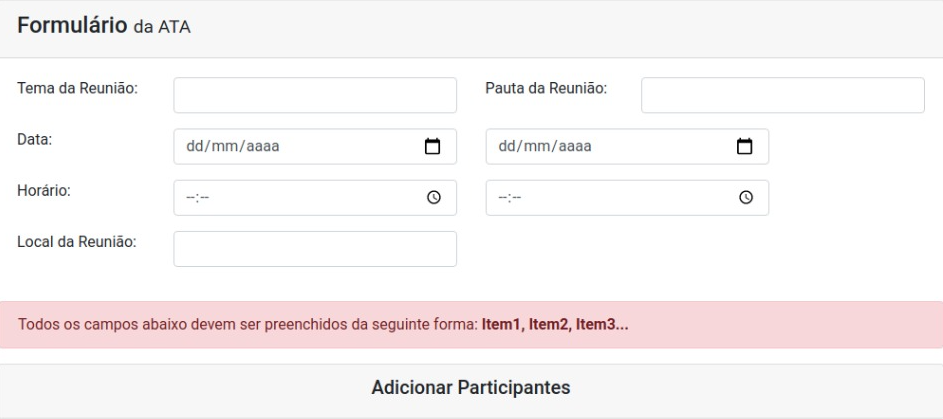 Formulário da ATA
Tema da Reunião: Pauta da Reunião:
Data: dd/mm/aaaa dd/mm/aaaa
Horário: --:-- --:--
Local da Reunião:
Todos os campos abaixo devem ser preenchidos da seguinte forma: Item1, Item2, Item3...
Adicionar Participantes